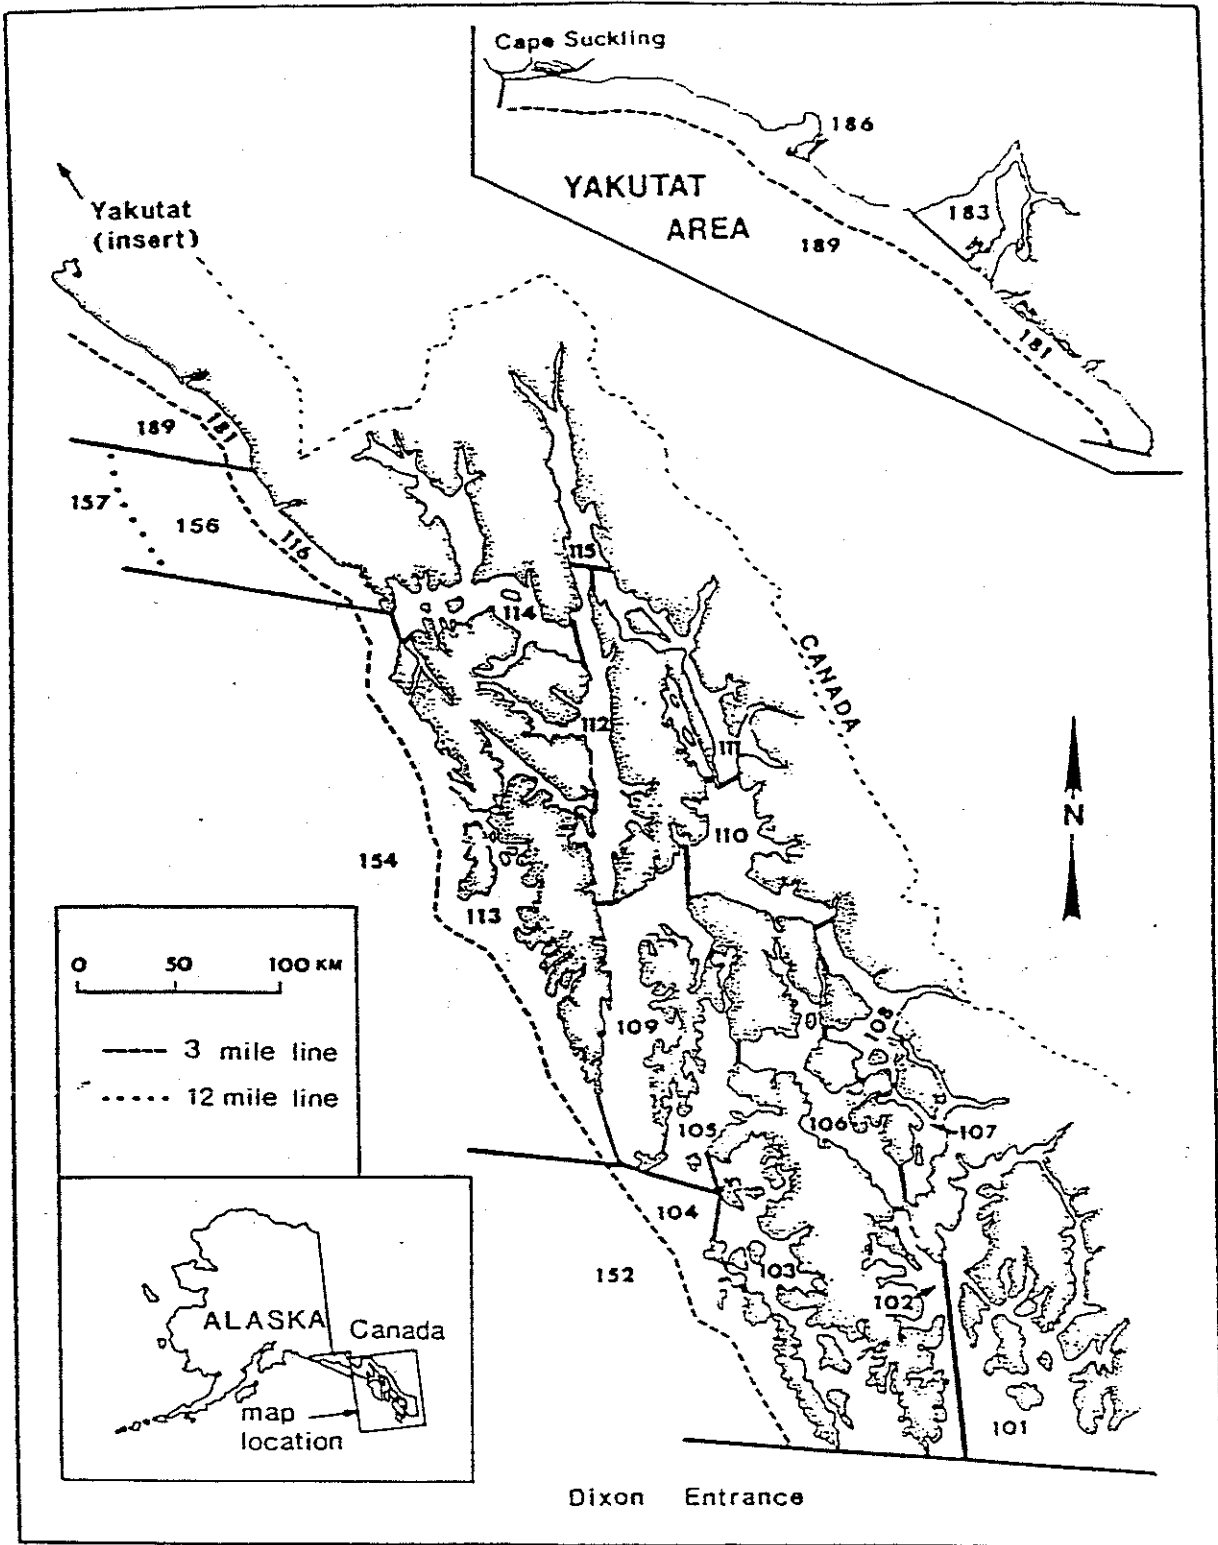 Cape Suckling
186
YAKUTAT
AREA
183
189
181
Yakutat
(insert)
189
181
157
156
116
115
114
CANADA
112
111
N
110
154
113
0 50 100 KM
3 mile line
12 mile line
109
108
105
106
107
104
152
103
102
101
ALASKA
Canada
map
location
Dixon Entrance